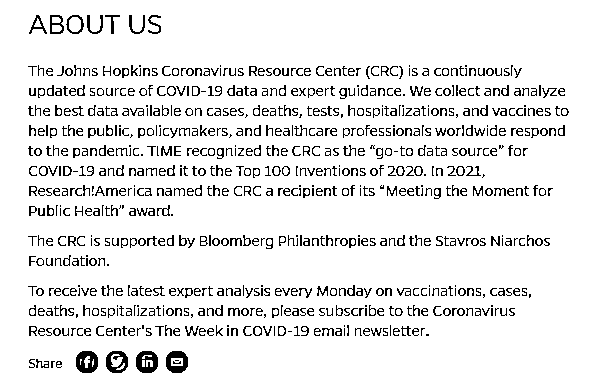 ABOUT US
The Johns Hopkins Coronavirus Resource Center (CRC) is a continuously
updated source of COVID-19 data and expert guidance. We collect and analyze
the best data available on cases, deaths, tests, hospitalizations, and vaccines to
help the public, policymakers, and healthcare professionals worldwide respond
to the pandemic. TIME recognized the CRC as the “go-to data source” for
COVID-19 and named it to the Top 100 Inventions of 2020. In 2021,
Research!America named the CRC a recipient of its “Meeting the Moment for
Public Health” award.
The CRC is supported by Bloomberg Philanthropies and the Stavros Niarchos
Foundation.
To receive the latest expert analysis every Monday on vaccinations, cases,
deaths, hospitalizations, and more, please subscribe to the Coronavirus
Resource Center's The Week in COVID-19 email newsletter.
Share